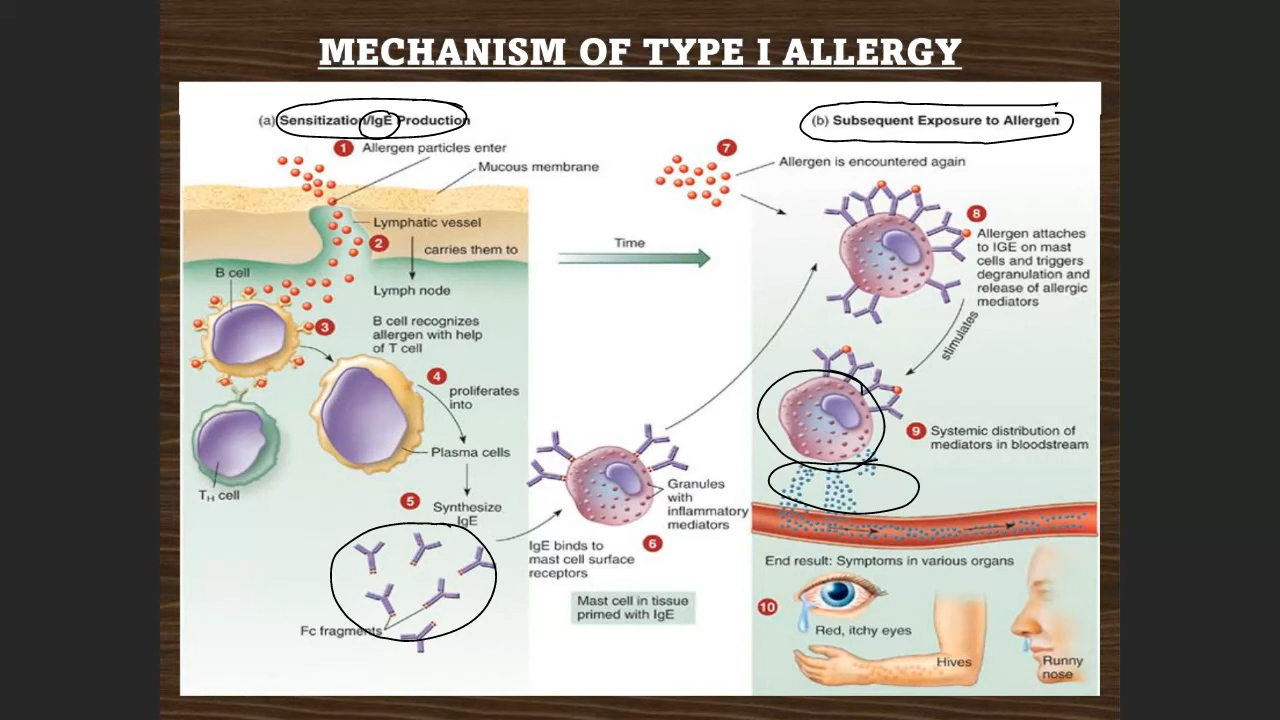 MECHANISM OF TYPE I ALLERGY
(a) Sensitization/IgE Production
1 Allergen particles enter
Mucous membrane
Lymphatic vessel
2
carries them to
Lymph node
B cell
3 B cell recognizes
allergen with help
of T cell
4 proliferates
into
Plasma cells
TH cell
5 Synthesize
IgE
Fc fragments
IgE binds to
mast cell surface
receptors
6
Granules
with
inflammatory
mediators
Mast cell in tissue
primed with IgE
Time
(b) Subsequent Exposure to Allergen
7
Allergen is encountered again
8
Allergen attaches
to IGE on mast
cells and triggers
degranulation and
release of allergic
mediators
stimulates
9 Systemic distribution of
mediators in bloodstream
End result: Symptoms in various organs
10
Red, itchy eyes
Hives
Runny
nose